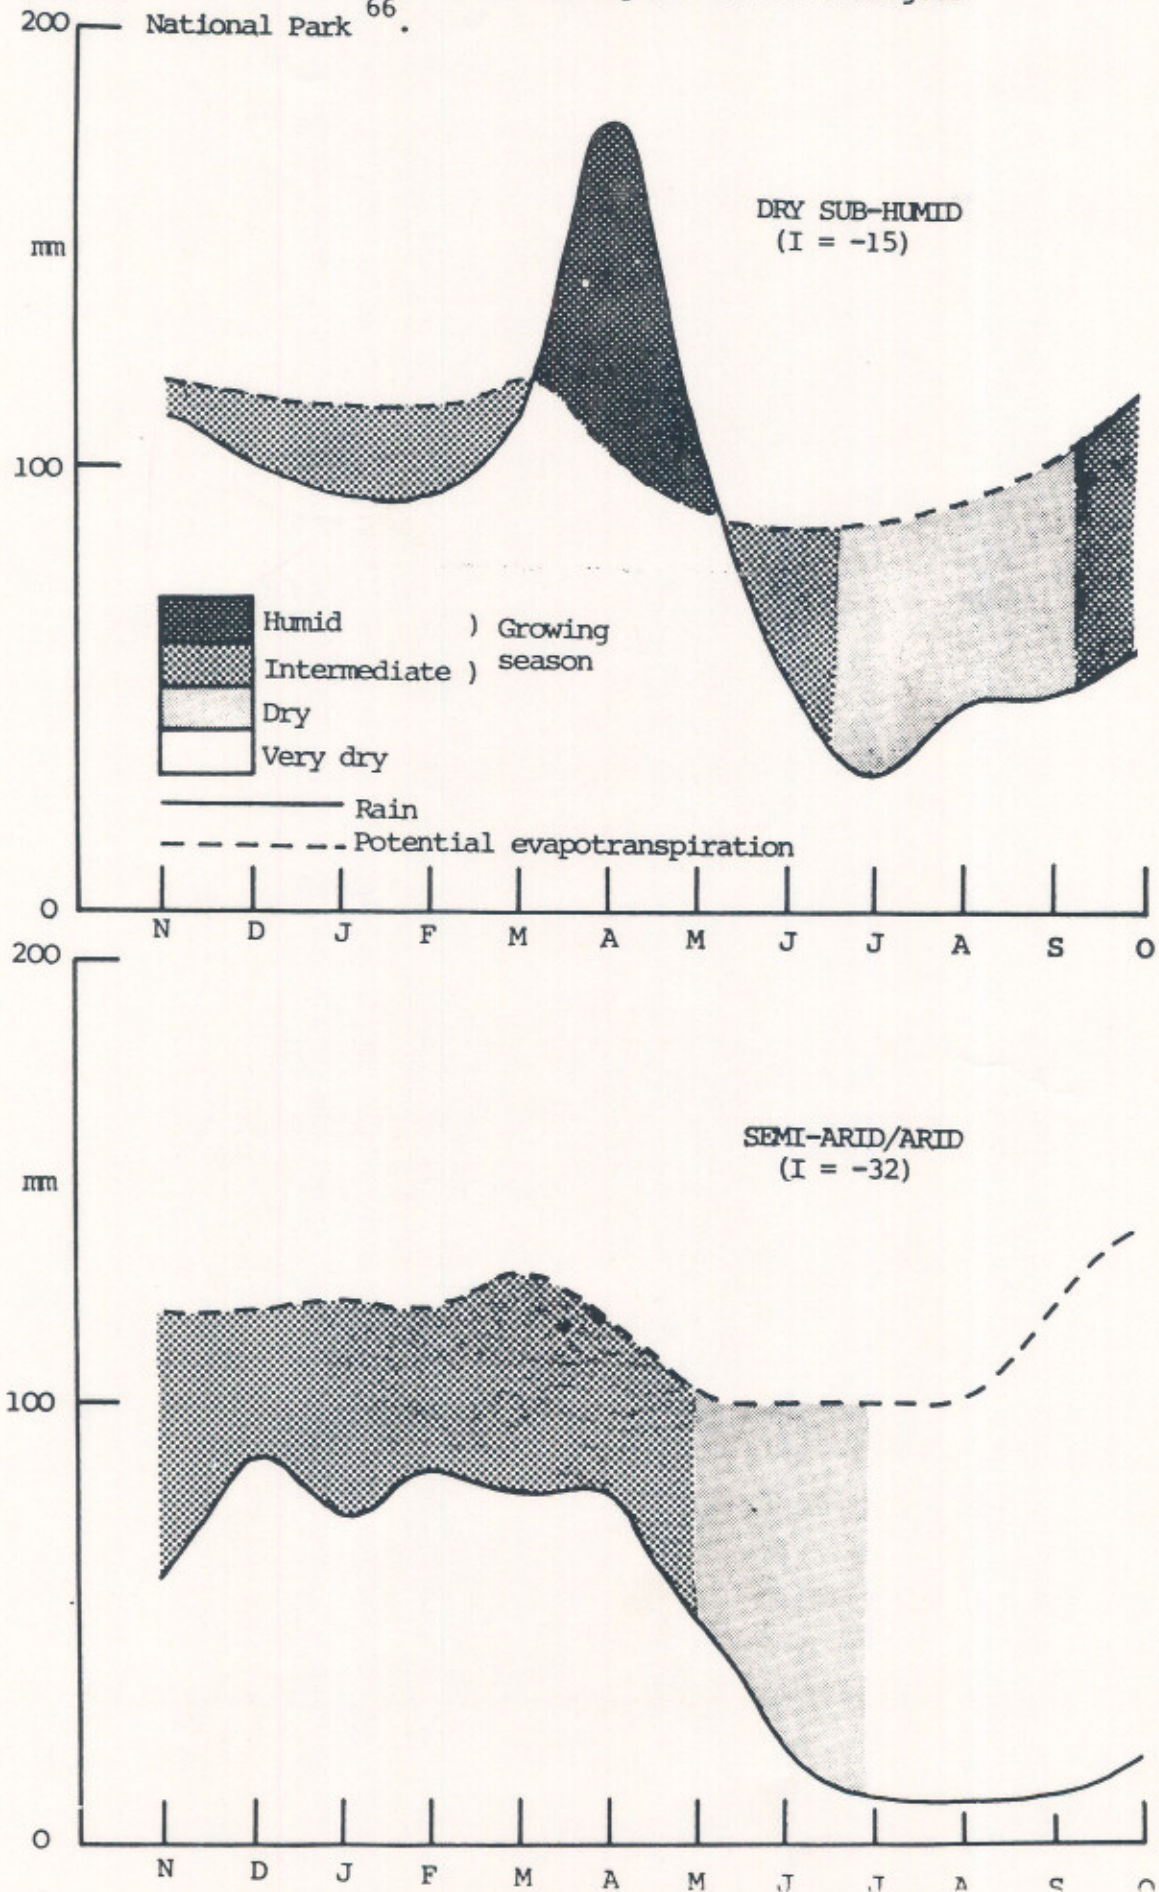 National Park 66.
200
mm
100
0
DRY SUB-HUMID
(I = -15)
Humid ) Growing
Intermediate ) season
Dry
Very dry
Rain
Potential evapotranspiration
N D J F M A M J J A S O
200
mm
100
0
SEMI-ARID/ARID
(I = -32)
N D J F M A M J J A S O